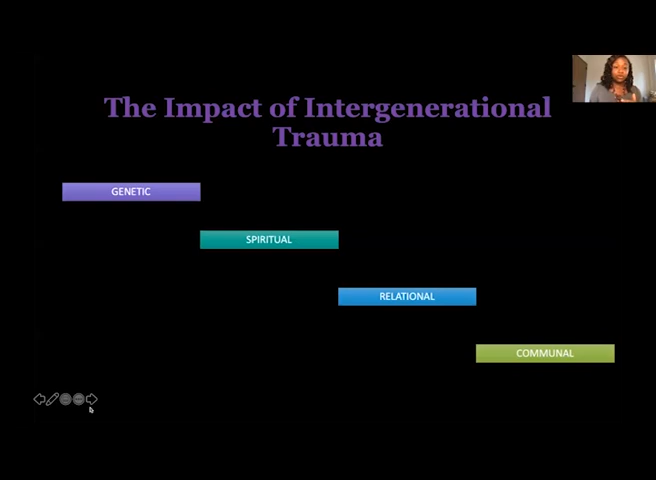 The Impact of Intergenerational
Trauma
GENETIC
SPIRITUAL
RELATIONAL
COMMUNAL